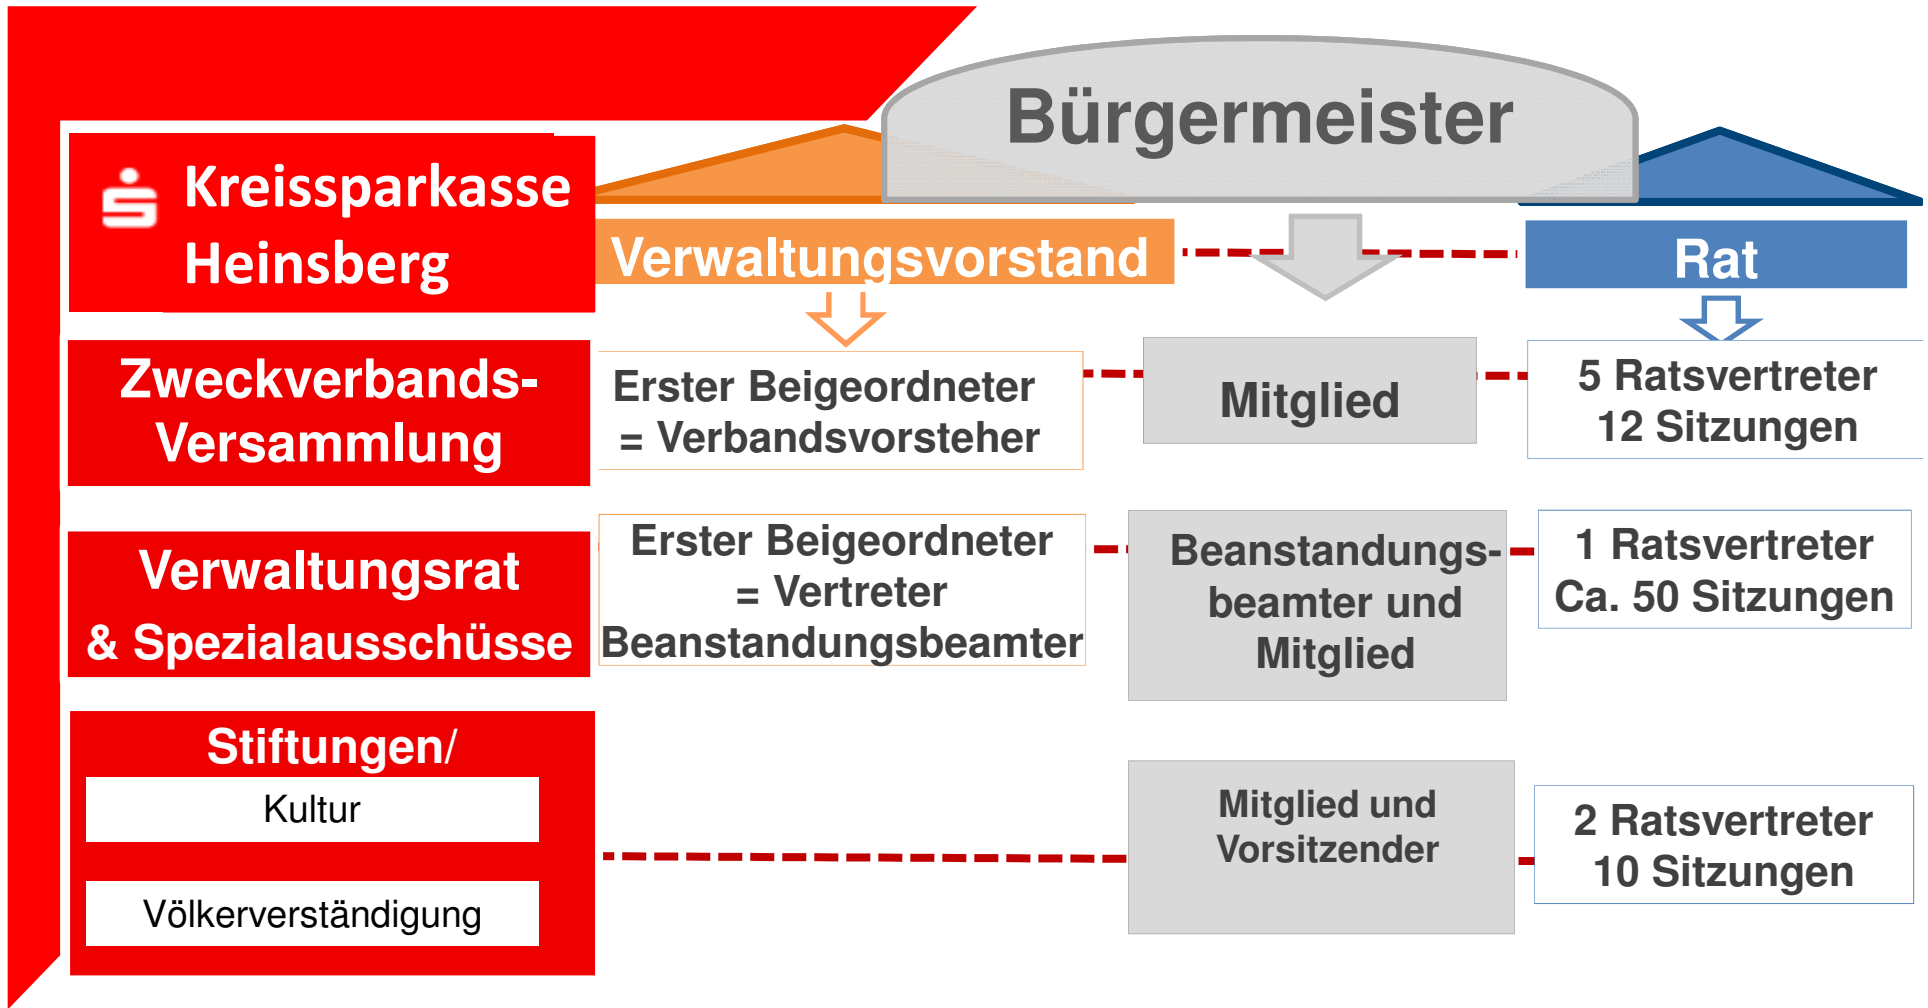 Bürgermeister
Kreissparkasse
Heinsberg
Verwaltungsvorstand
Rat
Zweckverbands-
Versammlung
Erster Beigeordneter
= Verbandsvorsteher
Mitglied
5 Ratsvertreter
12 Sitzungen
Verwaltungsrat
& Spezialausschüsse
Erster Beigeordneter
= Vertreter
Beanstandungsbeamter
Beanstandungs-
beamter und
Mitglied
1 Ratsvertreter
Ca. 50 Sitzungen
Stiftungen/
Kultur
Völkerverständigung
Mitglied und
Vorsitzender
2 Ratsvertreter
10 Sitzungen